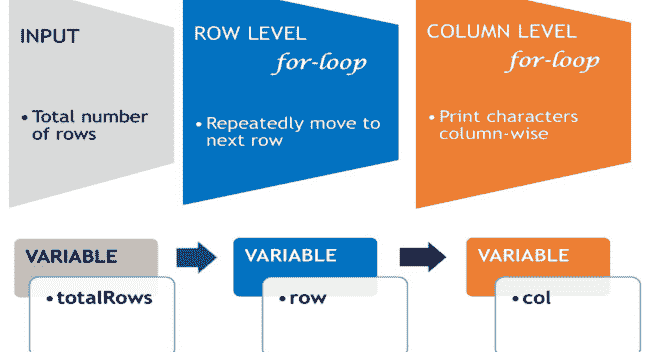 INPUT
• Total number
of rows
ROW LEVEL
for-loop
• Repeatedly move to
next row
COLUMN LEVEL
for-loop
• Print characters
column-wise
VARIABLE
• totalRows
VARIABLE
• row
VARIABLE
• col